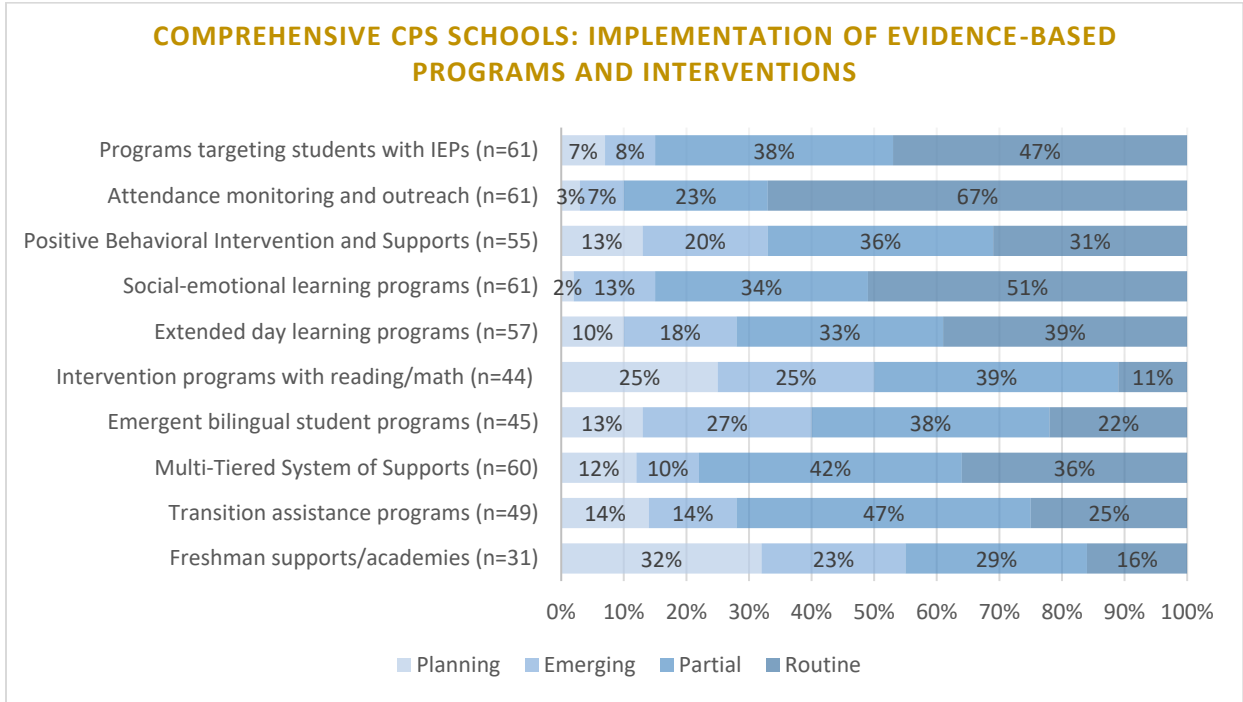 COMPREHENSIVE CPS SCHOOLS: IMPLEMENTATION OF EVIDENCE-BASED
PROGRAMS AND INTERVENTIONS
Programs targeting students with IEPs (n=61) 7% 8% 38% 47%
Attendance monitoring and outreach (n=61) 3% 7% 23% 67%
Positive Behavioral Intervention and Supports (n=55) 13% 20% 36% 31%
Social-emotional learning programs (n=61) 2% 13% 34% 51%
Extended day learning programs (n=57) 10% 18% 33% 39%
Intervention programs with reading/math (n=44) 25% 25% 39% 11%
Emergent bilingual student programs (n=45) 13% 27% 38% 22%
Multi-Tiered System of Supports (n=60) 12% 10% 42% 36%
Transition assistance programs (n=49) 14% 14% 47% 25%
Freshman supports/academies (n=31) 32% 23% 29% 16%
0% 10% 20% 30% 40% 50% 60% 70% 80% 90% 100%
Planning Emerging Partial Routine